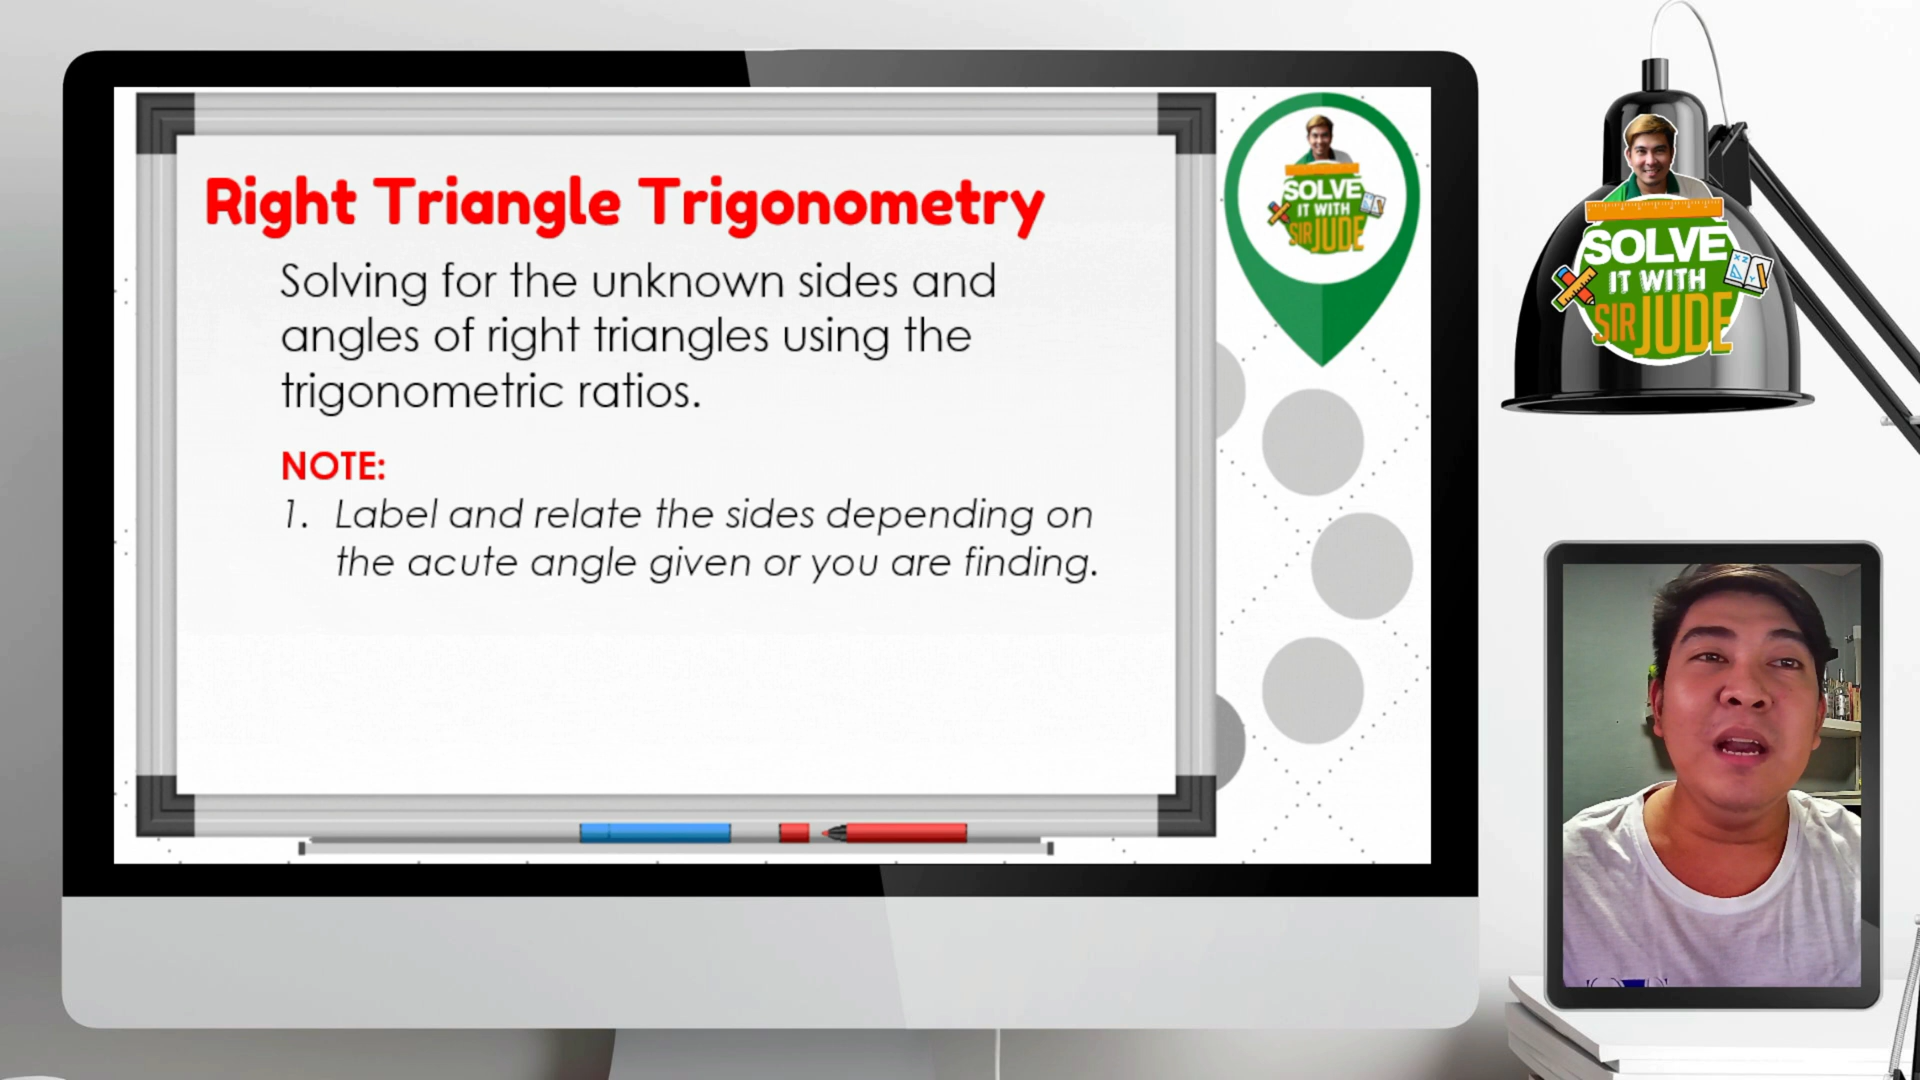 Right Triangle Trigonometry
Solving for the unknown sides and
angles of right triangles using the
trigonometric ratios.
NOTE:
1. Label and relate the sides depending on
the acute angle given or you are finding.
SOLVE
IT WITH
SIR JUDE
SOLVE
IT WITH
SIR JUDE